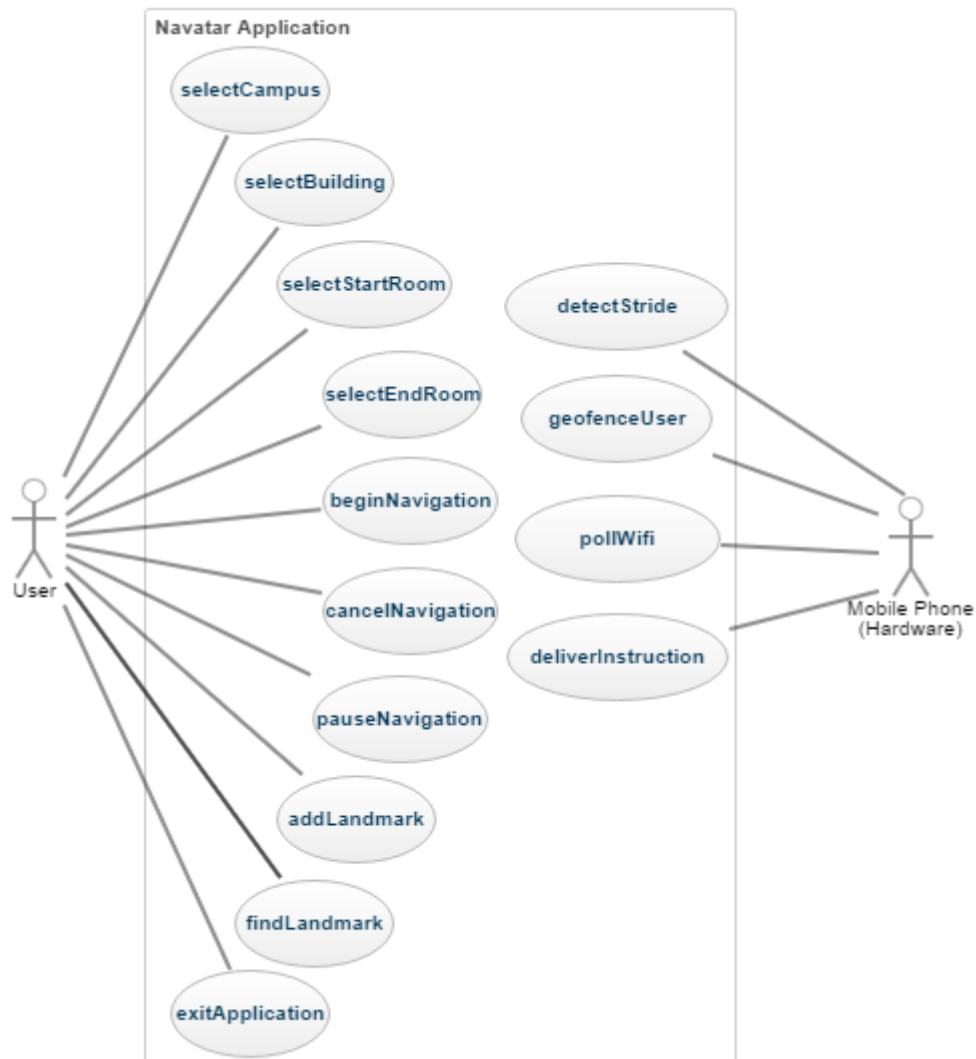 Navatar Application
selectCampus
selectBuilding
selectStartRoom
selectEndRoom
beginNavigation
cancelNavigation
pauseNavigation
addLandmark
findLandmark
exitApplication
detectStride
geofenceUser
pollWifi
deliverInstruction
User
Mobile Phone
(Hardware)